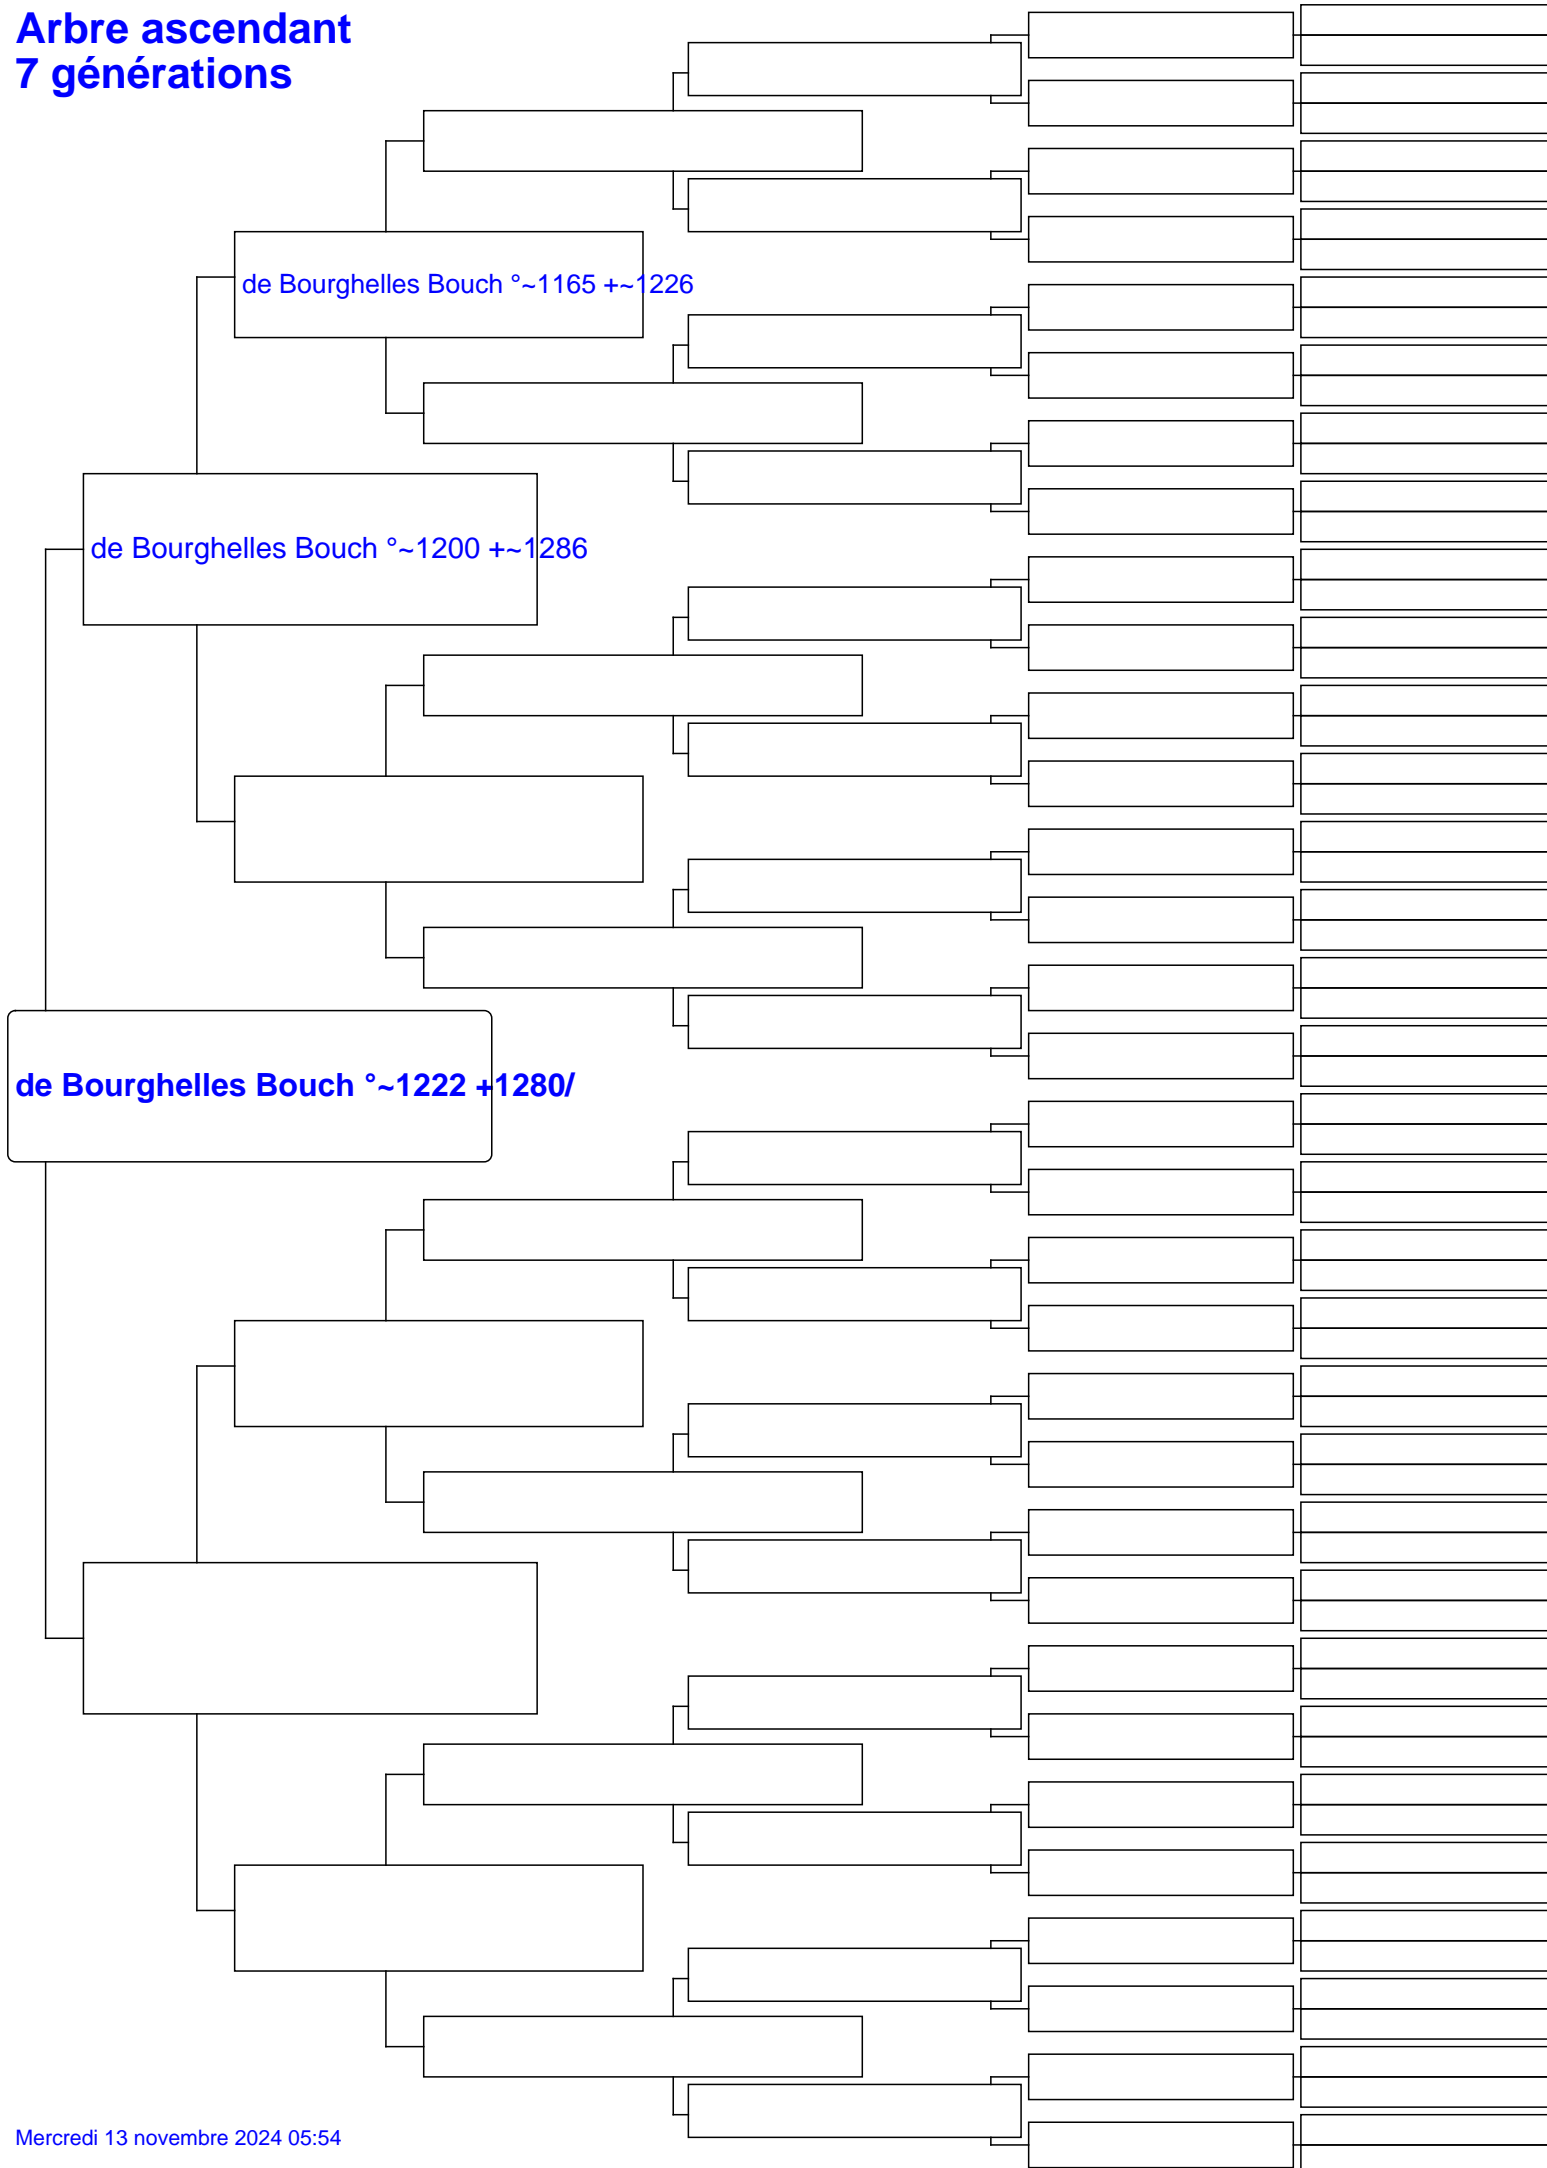 Arbre ascendant
7 générations
de Bourghelles Bouch °~1165 +~1226
de Bourghelles Bouch °~1200 +~1286
de Bourghelles Bouch °~1222 +1280/
Mercredi 13 novembre 2024 05:54